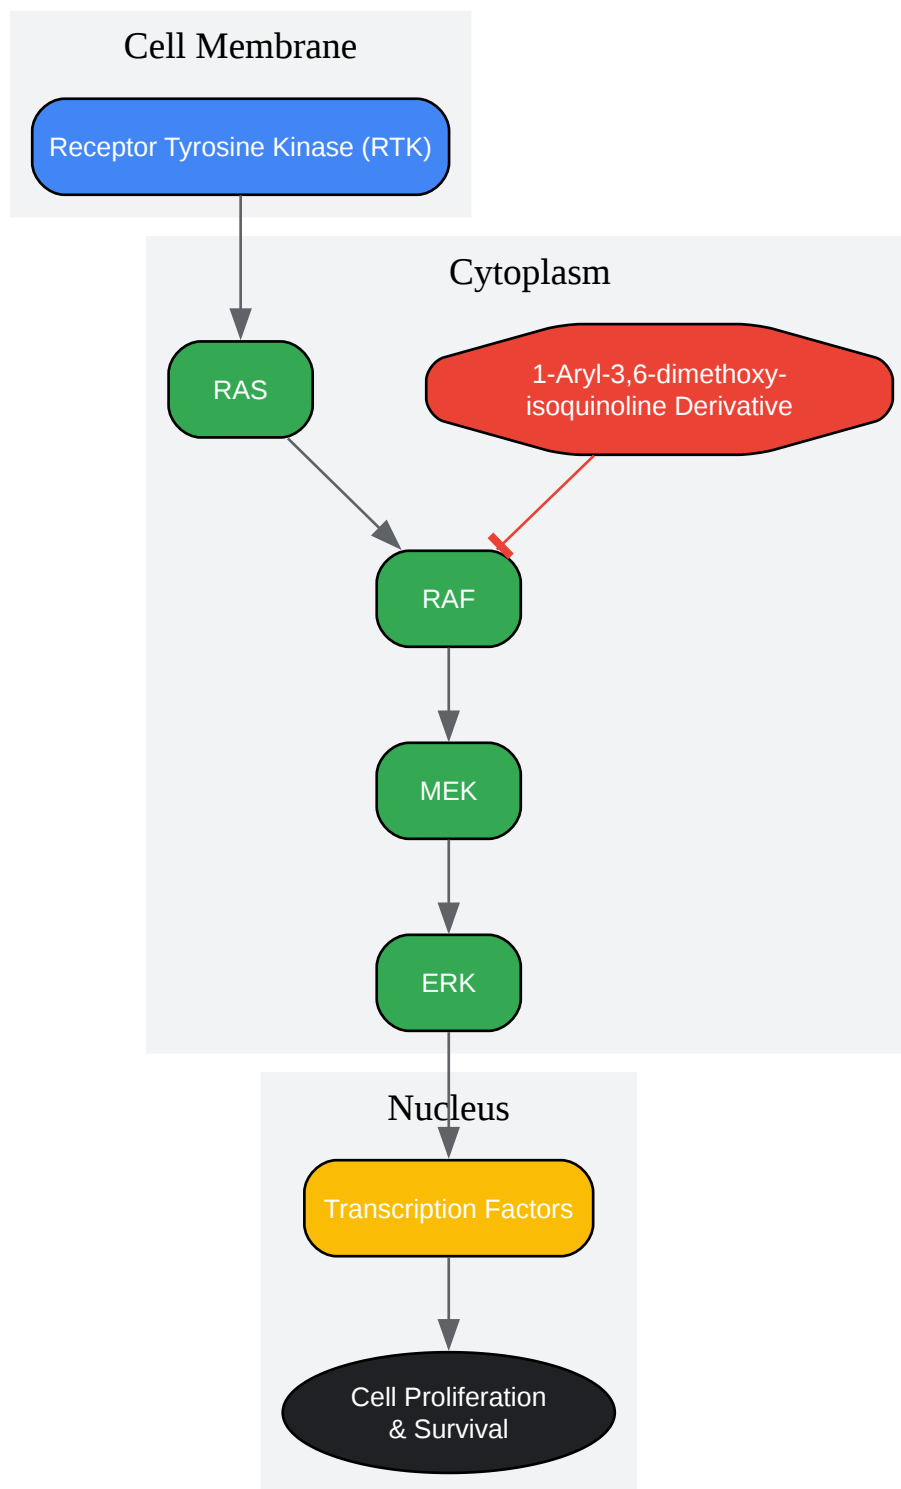 Cell Membrane
Receptor Tyrosine Kinase (RTK)
Cytoplasm
RAS
1-Aryl-3,6-dimethoxy-
isoquinoline Derivative
RAF
MEK
ERK
Nucleus
Transcription Factors
Cell Proliferation
& Survival